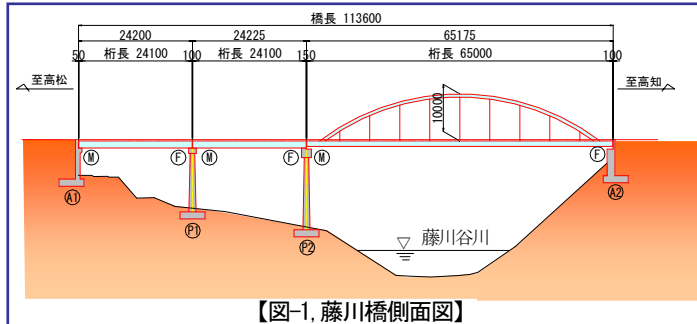 橋長 113600
24200 24225 65175
50 桁長 24100 100 桁長 24100 150 桁長 65000 100
至高松 至高知
10000
M F M F M F
A1 P1 P2 A2
藤川谷川
【図-1,藤川橋側面図】